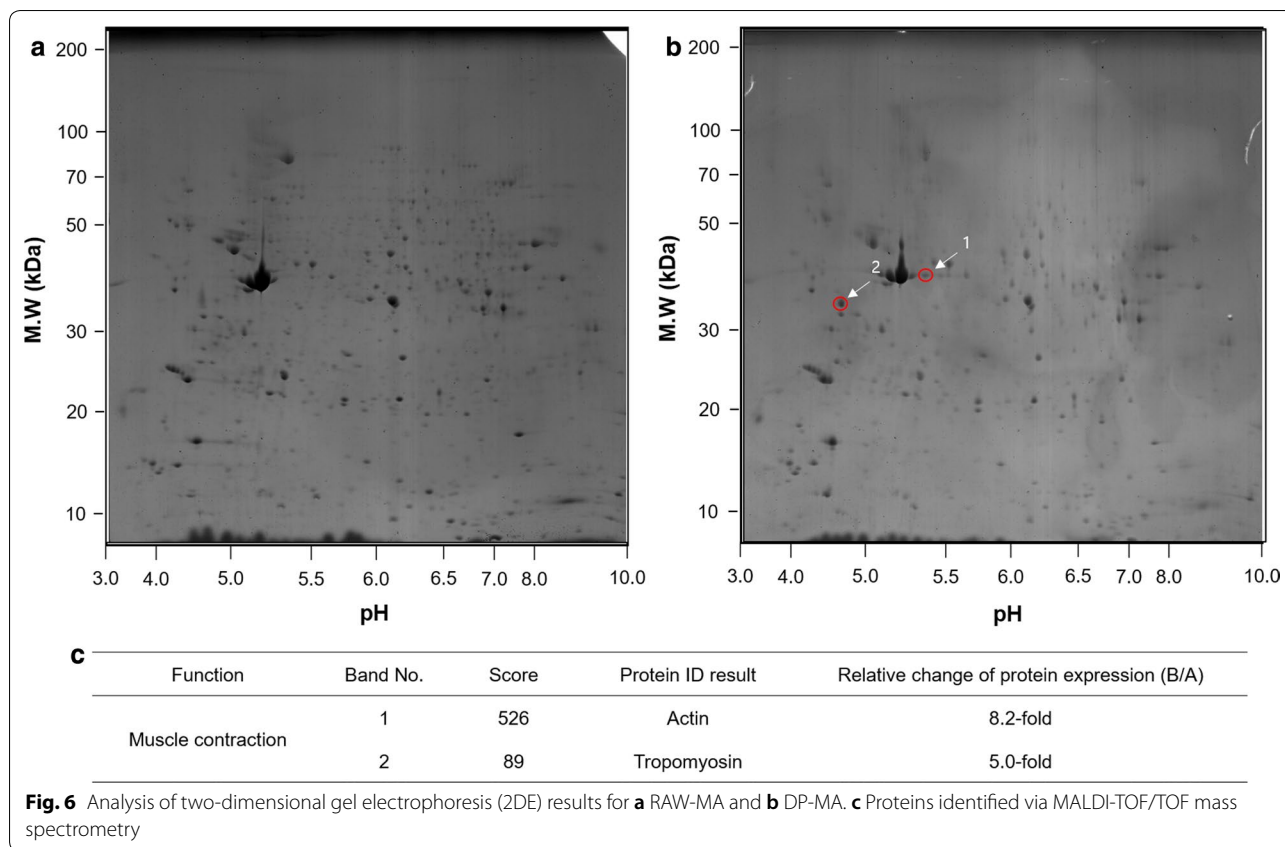 a
200
100
70
50
30
20
10
M.W (kDa)
3.0 4.0 5.0 5.5 6.0 6.5 7.0 8.0 10.0
pH
b
200
100
70
50
30
20
10
M.W (kDa)
1
2
3.0 4.0 5.0 5.5 6.0 6.5 7.0 8.0 10.0
pH
c
Function Band No. Score Protein ID result Relative change of protein expression (B/A)
Muscle contraction
1 526 Actin 8.2-fold
2 89 Tropomyosin 5.0-fold
Fig. 6 Analysis of two-dimensional gel electrophoresis (2DE) results for a RAW-MA and b DP-MA. c Proteins identified via MALDI-TOF/TOF mass
spectrometry